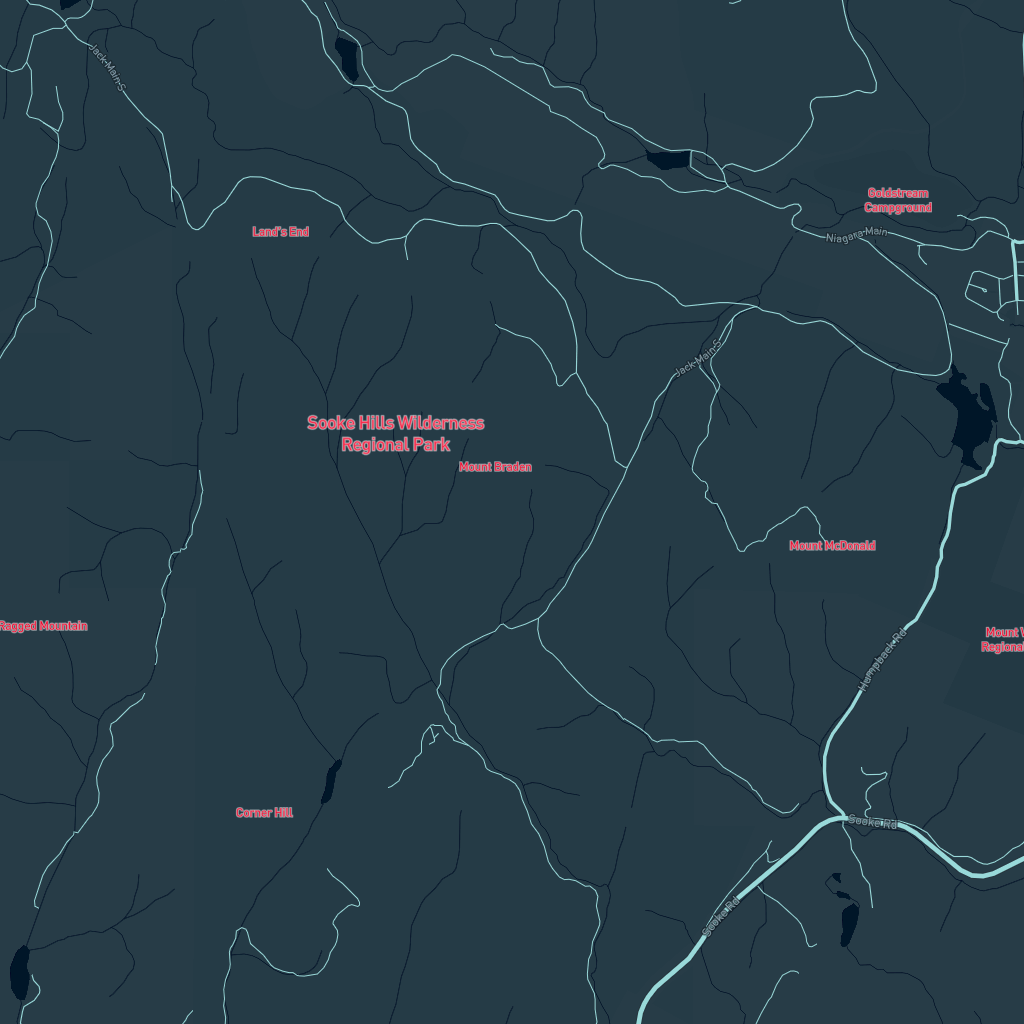 Jack-Main-S
Goldstream
Campground
Land's End
Niagara Main
Jack-Main-S
Sooke Hills Wilderness
Regional Park
Mount Braden
Mount McDonald
Ragged Mountain
Mount
Regional
Humpback Rd
Corner Hill
Sooke Rd
Sooke Rd